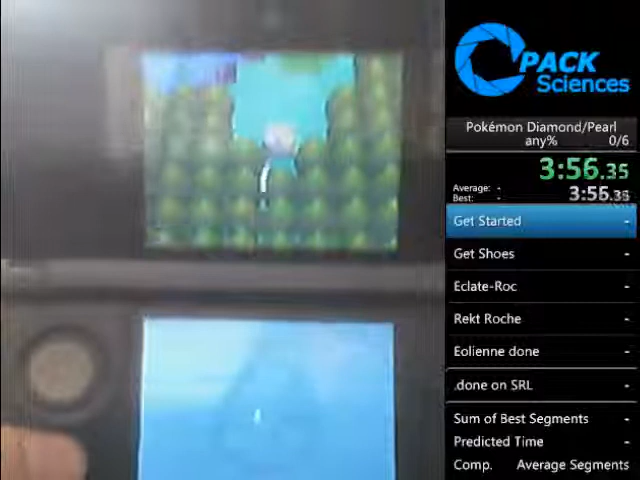 PACK
Sciences
Pokémon Diamond/Pearl
any% 0/6
3:56.35
Average: -
Best: - 3:56.36
Get Started -
Get Shoes -
Eclate-Roc -
Rekt Roche -
Eolienne done -
.done on SRL -
Sum of Best Segments -
Predicted Time -
Comp. Average Segments